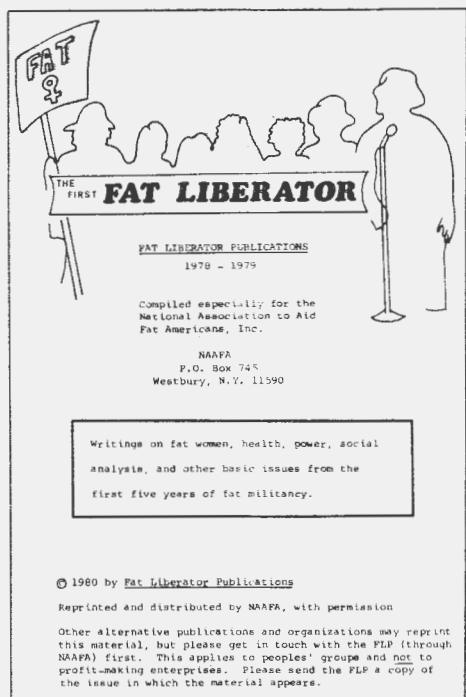 FAT
THE
FIRST FAT LIBERATOR
FAT LIBERATOR PUBLICATIONS
1978 - 1979
Compiled especially for the
National Association to Aid
Fat Americans, Inc.
NAAFA
P.O. Box 745
Westbury, N.Y. 11590
Writings on fat women, health, power, social
analysis, and other basic issues from the
first five years of fat militancy.
© 1980 by Fat Liberator Publications
Reprinted and distributed by NAAFA, with permission
Other alternative publications and organizations may reprint
this material, but please get in touch with the FLP (through
NAAFA) first. This applies to peoples' groups and not to
profit-making enterprises. Please send the FLP a copy of
the issue in which the material appears.